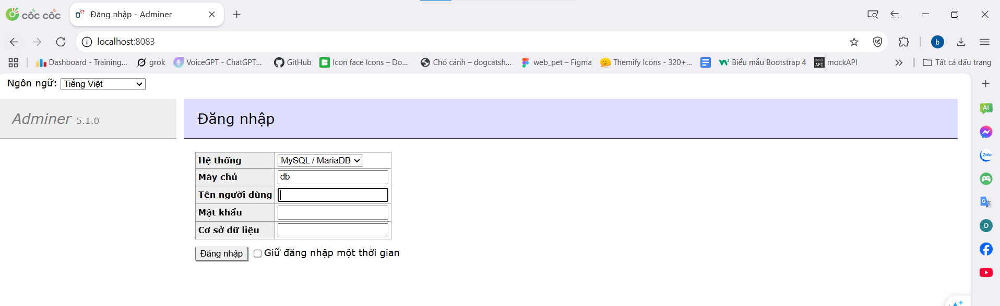 cốc cốc
Đăng nhập - Adminer
localhost:8083
b
Dashboard - Training...
grok
VoiceGPT - ChatGPT...
GitHub
Icon face Icons – Do...
Chó cảnh – dogcatsh...
web_pet – Figma
Themify Icons - 320+...
Biểu mẫu Bootstrap 4
mock API
mockAPI
Tất cả dấu trang
Ngôn ngữ: Tiếng Việt
Adminer 5.1.0
Đăng nhập
Hệ thống MySQL / MariaDB
Máy chủ db
Tên người dùng
Mật khẩu
Cơ sở dữ liệu
Đăng nhập Giữ đăng nhập một thời gian
AI
Zalo
G
D